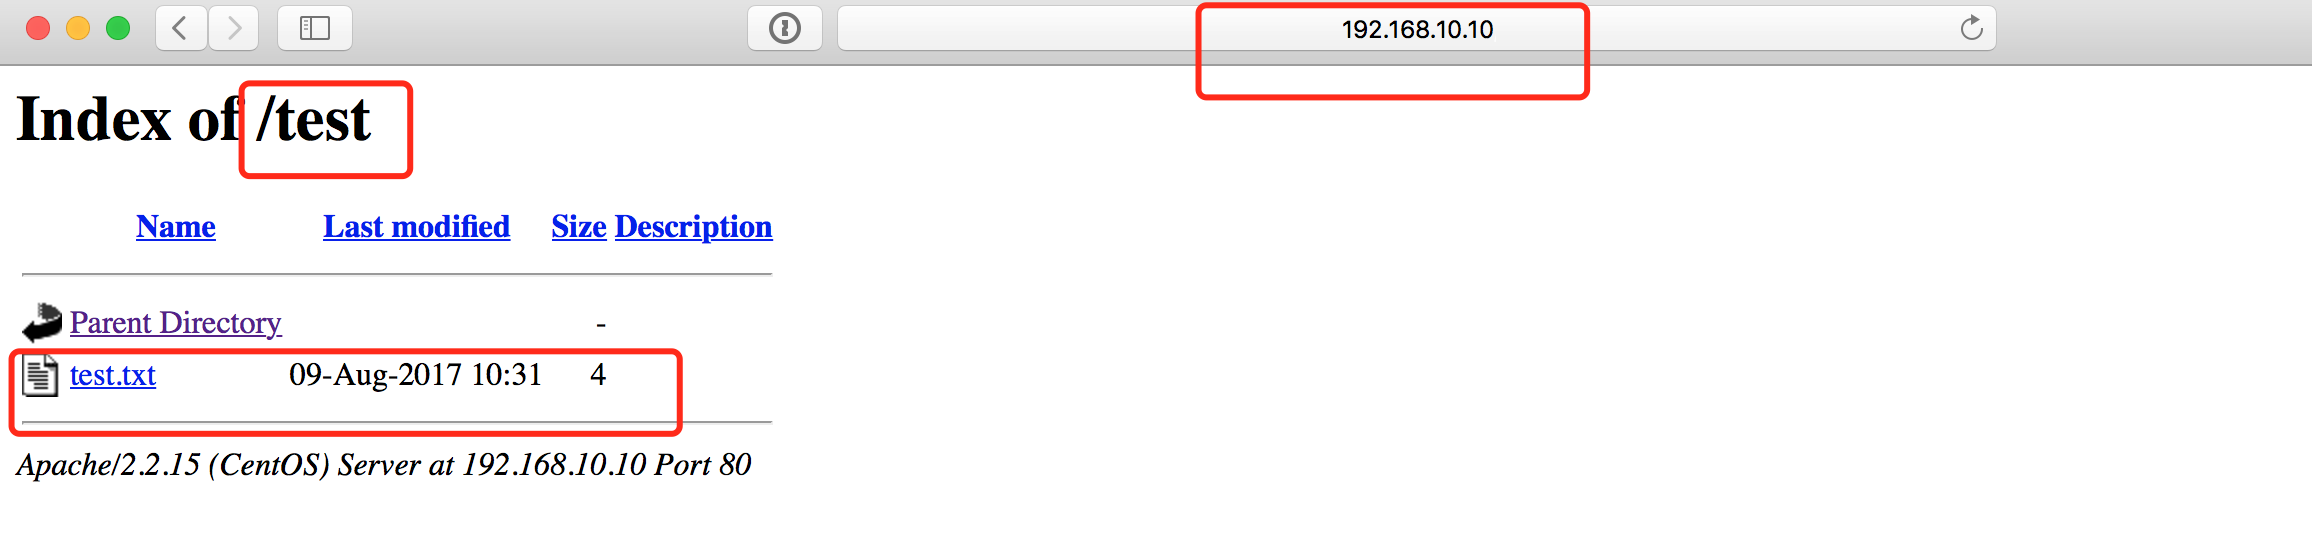 192.168.10.10
Index of /test
Name Last modified Size Description
Parent Directory -
test.txt 09-Aug-2017 10:31 4
Apache/2.2.15 (CentOS) Server at 192.168.10.10 Port 80